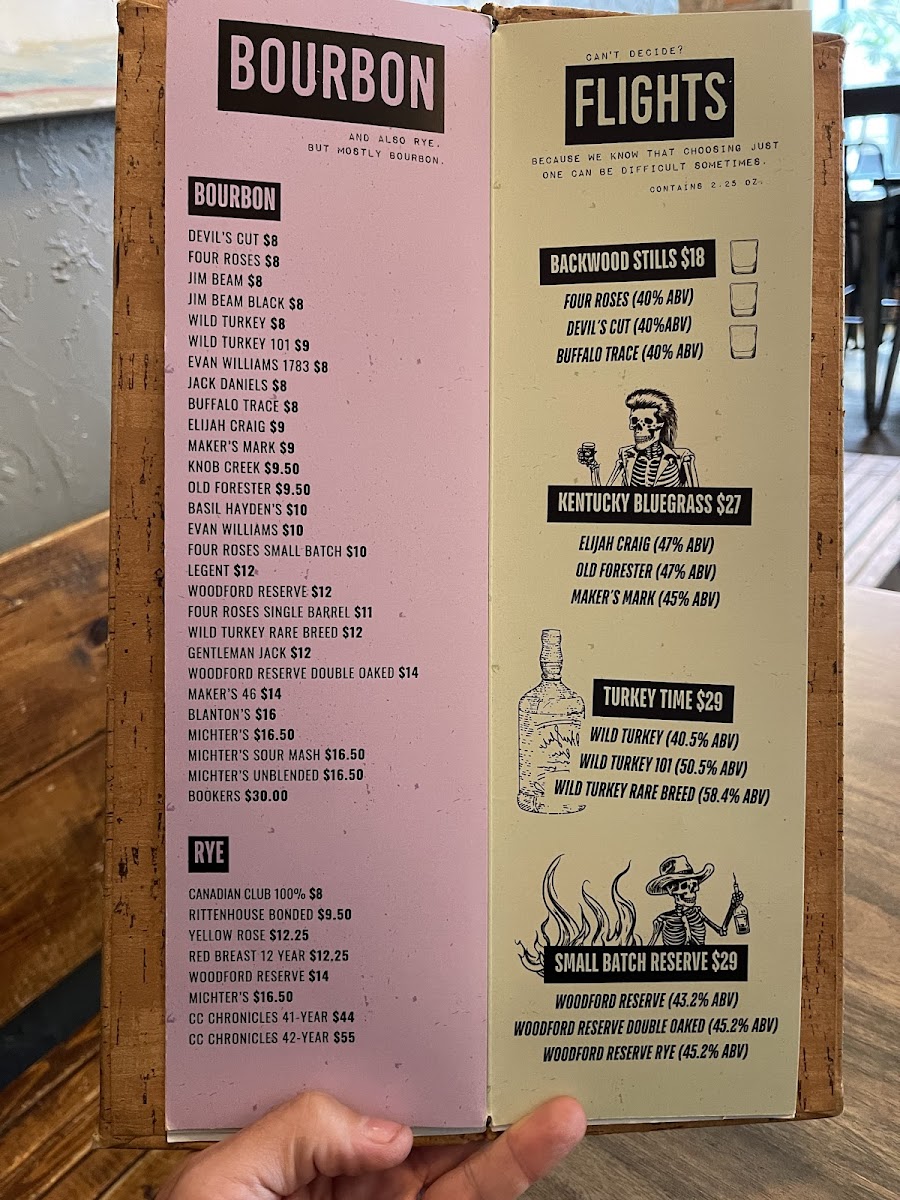 BOURBON
AND ALSO RYE.
BUT MOSTLY BOURBON.
BOURBON
DEVIL'S CUT $8
FOUR ROSES $8
JIM BEAM $8
JIM BEAM BLACK $8
WILD TURKEY $8
WILD TURKEY 101 $9
EVAN WILLIAMS 1783 $8
JACK DANIELS $8
BUFFALO TRACE $8
ELIJAH CRAIG $9
MAKER'S MARK $9
KNOB CREEK $9.50
OLD FORESTER $9.50
BASIL HAYDEN'S $10
EVAN WILLIAMS $10
FOUR ROSES SMALL BATCH $10
LEGENT $12
WOODFORD RESERVE $12
FOUR ROSES SINGLE BARREL $11
WILD TURKEY RARE BREED $12
GENTLEMAN JACK $12
WOODFORD RESERVE DOUBLE OAKED $14
MAKER'S 46 $14
BLANTON'S $16
MICHTER'S $16.50
MICHTER'S SOUR MASH $16.50
MICHTER'S UNBLENDED $16.50
BOOKERS $30.00
RYE
CANADIAN CLUB 100% $8
RITTENHOUSE BONDED $9.50
YELLOW ROSE $12.25
RED BREAST 12 YEAR $12.25
WOODFORD RESERVE $14
MICHTER'S $16.50
CC CHRONICLES 41-YEAR $44
CC CHRONICLES 42-YEAR $55
CAN'T DECIDE?
FLIGHTS
BECAUSE WE KNOW THAT CHOOSING JUST
ONE CAN BE DIFFICULT SOMETIMES.
CONTAINS 2.25 OZ.
BACKWOOD STILLS $18
FOUR ROSES (40% ABV)
DEVIL'S CUT (40%ABV)
BUFFALO TRACE (40% ABV)
KENTUCKY BLUEGRASS $27
ELIJAH CRAIG (47% ABV)
OLD FORESTER (47% ABV)
MAKER'S MARK (45% ABV)
TURKEY TIME $29
WILD TURKEY (40.5% ABV)
WILD TURKEY 101 (50.5% ABV)
WILD TURKEY RARE BREED (58.4% ABV)
SMALL BATCH RESERVE $29
WOODFORD RESERVE (43.2% ABV)
WOODFORD RESERVE DOUBLE OAKED (45.2% ABV)
WOODFORD RESERVE RYE (45.2% ABV)